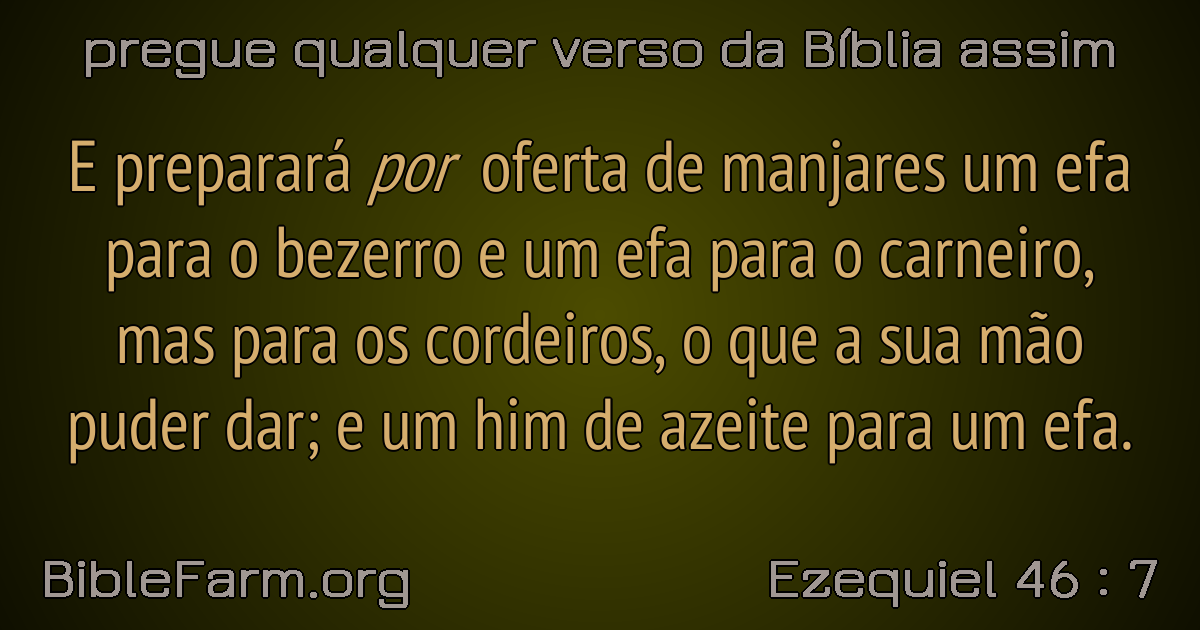 pregue qualquer verso da Bíblia assim
E preparará por oferta de manjares um efa
para o bezerro e um efa para o carneiro,
mas para os cordeiros, o que a sua mão
puder dar; e um him de azeite para um efa.
BibleFarm.org
Ezequiel 46 : 7